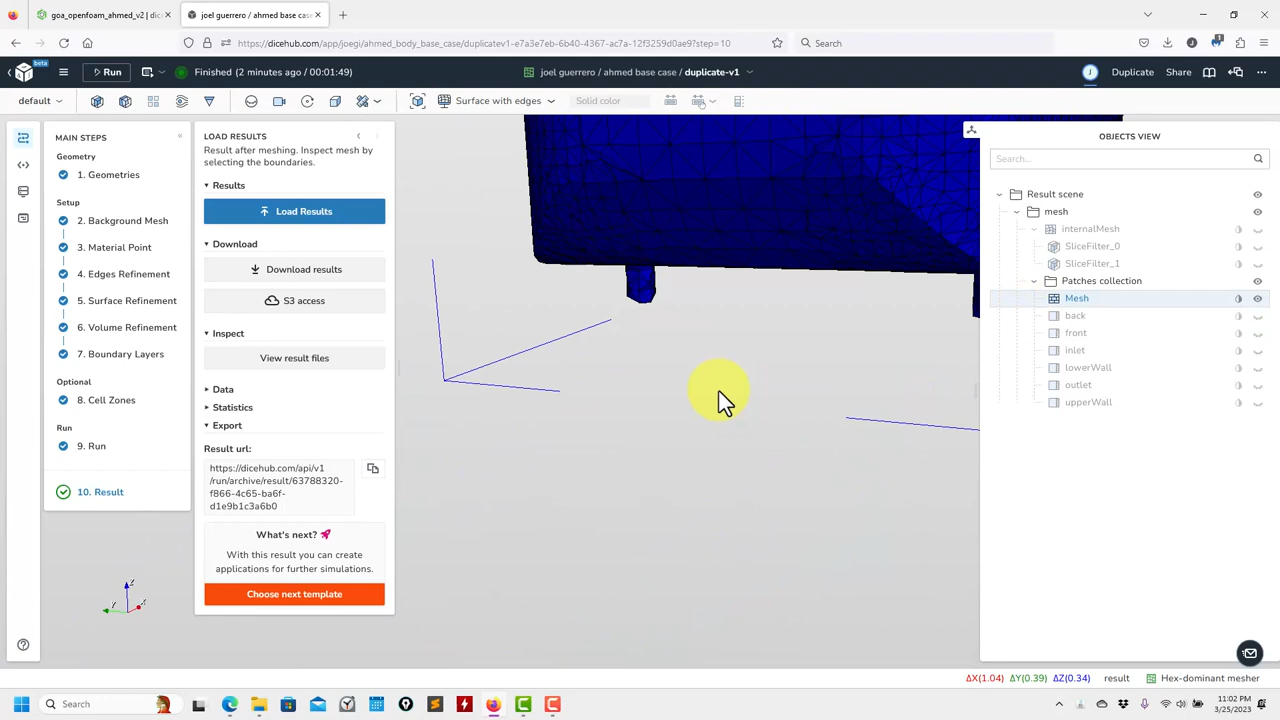 goa_openfoam_ahmed_v2 | dice
joel guerrero / ahmed base case
https://dicehub.com/app/joegi/ahmed_body_base_case/duplicatev17a3e7eb-6b40-4367-ac7a-12f3259d0ae9?step=10
Search
beta
Run
Finished (2 minutes ago / 00:01:49)
joel guerrero / ahmed base case / duplicate-v1
J
Duplicate
Share
default
Surface with edges
Solid color
MAIN STEPS
Geometry
1. Geometries
Setup
2. Background Mesh
3. Material Point
4. Edges Refinement
5. Surface Refinement
6. Volume Refinement
7. Boundary Layers
Optional
8. Cell Zones
Run
9. Run
10. Result
LOAD RESULTS
Result after meshing. Inspect mesh by
selecting the boundaries.
Results
Load Results
Download
Download results
S3 access
Inspect
View result files
Data
Statistics
Export
Result url:
https://dicehub.com/api/v1
/run/archive/result/63788320-
f866-4c65-ba6f-
d1e9b1c3a6b0
What's next? 🚀
With this result you can create
applications for further simulations.
Choose next template
Z
Y
X
OBJECTS VIEW
Search...
Result scene
mesh
internalMesh
SliceFilter_0
SliceFilter_1
Patches collection
Mesh
back
front
inlet
lowerWall
outlet
upperWall
ΔX(1.04) ΔY(0.39) ΔZ(0.34) result Hex-dominant mesher
Search
11:02 PM
3/25/2023